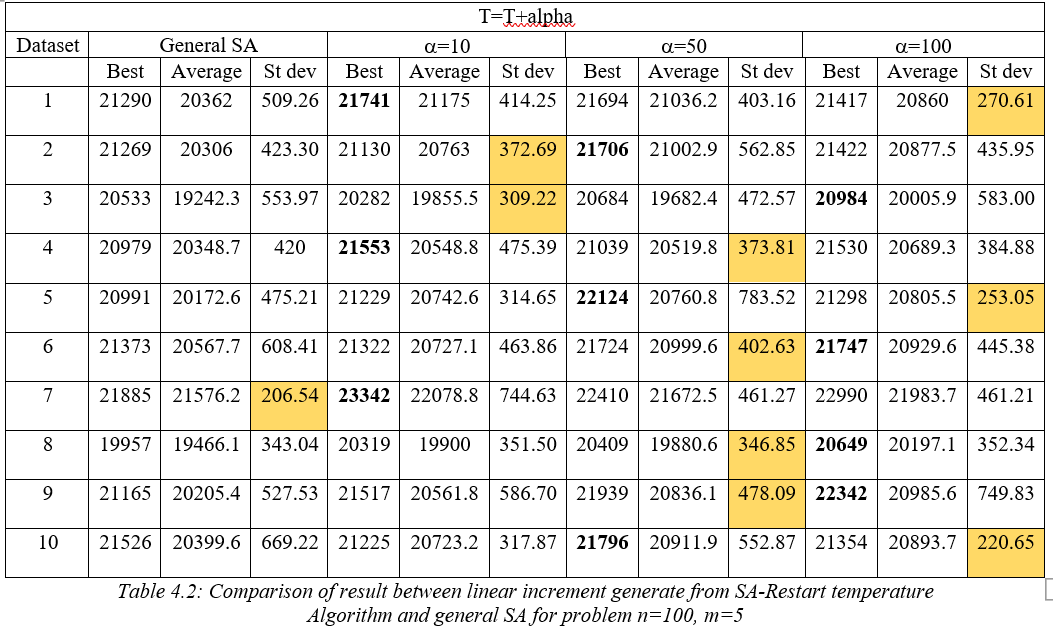 T=T+alpha
Dataset General SA α=10 α=50 α=100
Best Average St dev Best Average St dev Best Average St dev Best Average St dev
1 21290 20362 509.26 21741 21175 414.25 21694 21036.2 403.16 21417 20860 270.61
2 21269 20306 423.30 21130 20763 372.69 21706 21002.9 562.85 21422 20877.5 435.95
3 20533 19242.3 553.97 20282 19855.5 309.22 20684 19682.4 472.57 20984 20005.9 583.00
4 20979 20348.7 420 21553 20548.8 475.39 21039 20519.8 373.81 21530 20689.3 384.88
5 20991 20172.6 475.21 21229 20742.6 314.65 22124 20760.8 783.52 21298 20805.5 253.05
6 21373 20567.7 608.41 21322 20727.1 463.86 21724 20999.6 402.63 21747 20929.6 445.38
7 21885 21576.2 206.54 23342 22078.8 744.63 22410 21672.5 461.27 22990 21983.7 461.21
8 19957 19466.1 343.04 20319 19900 351.50 20409 19880.6 346.85 20649 20197.1 352.34
9 21165 20205.4 527.53 21517 20561.8 586.70 21939 20836.1 478.09 22342 20985.6 749.83
10 21526 20399.6 669.22 21225 20723.2 317.87 21796 20911.9 552.87 21354 20893.7 220.65
Table 4.2: Comparison of result between linear increment generate from SA-Restart temperature
Algorithm and general SA for problem n=100, m=5